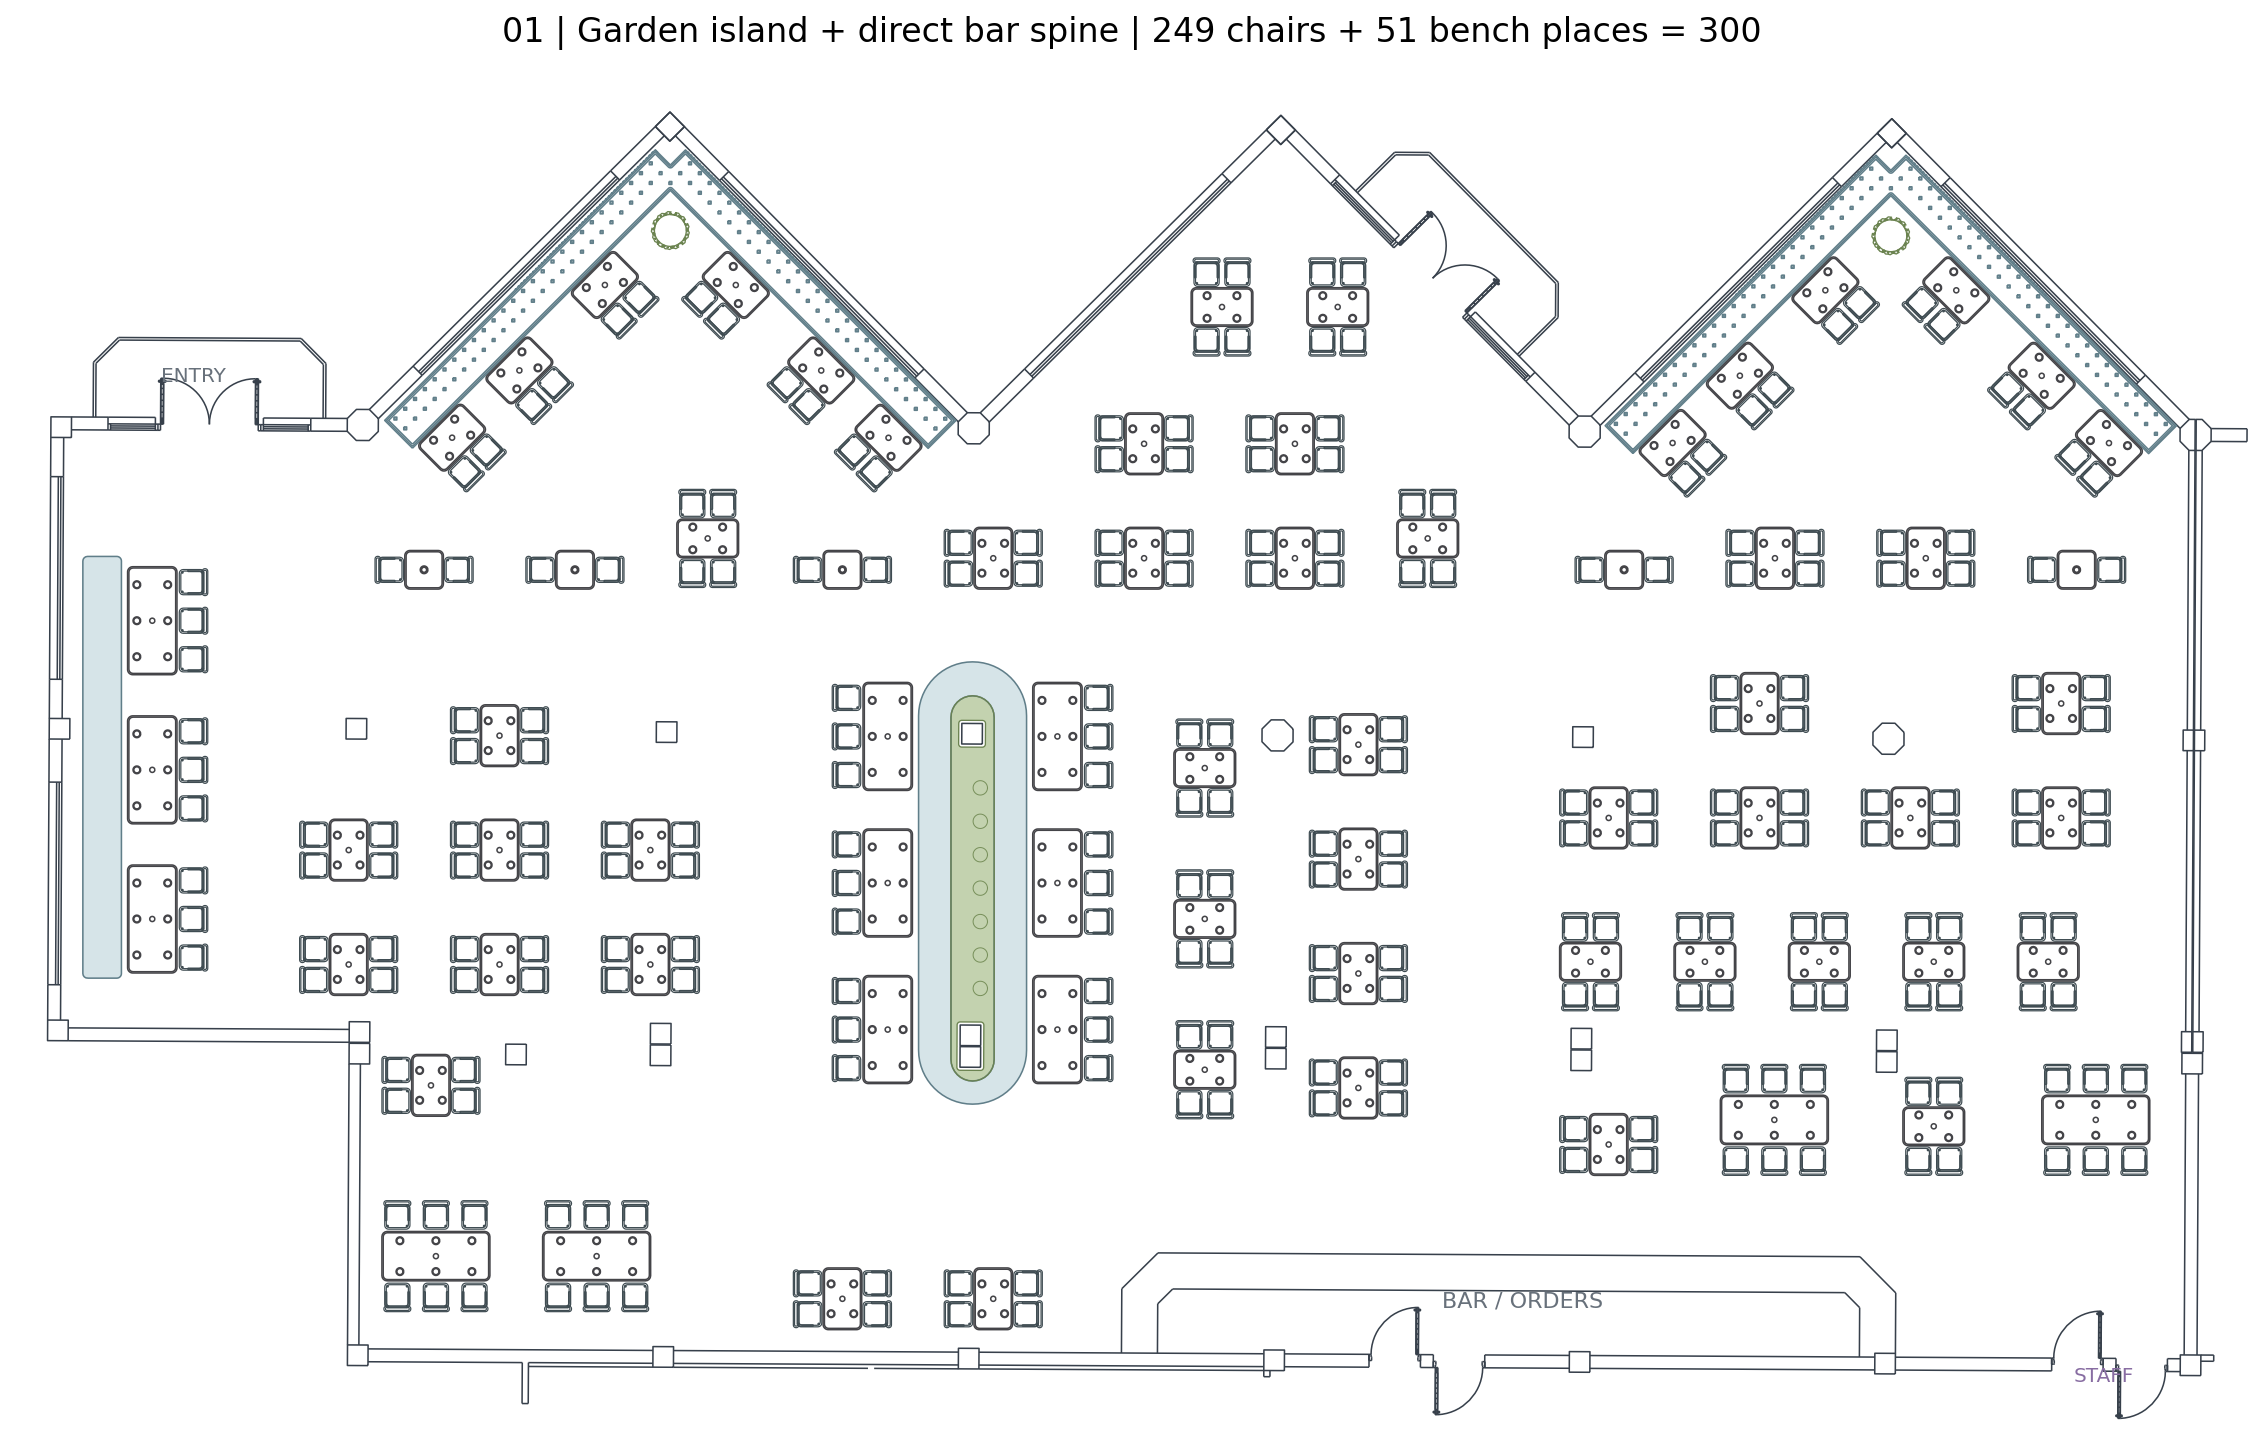 01 | Garden island + direct bar spine | 249 chairs + 51 bench places = 300
ENTRY
BAR / ORDERS
STAFF